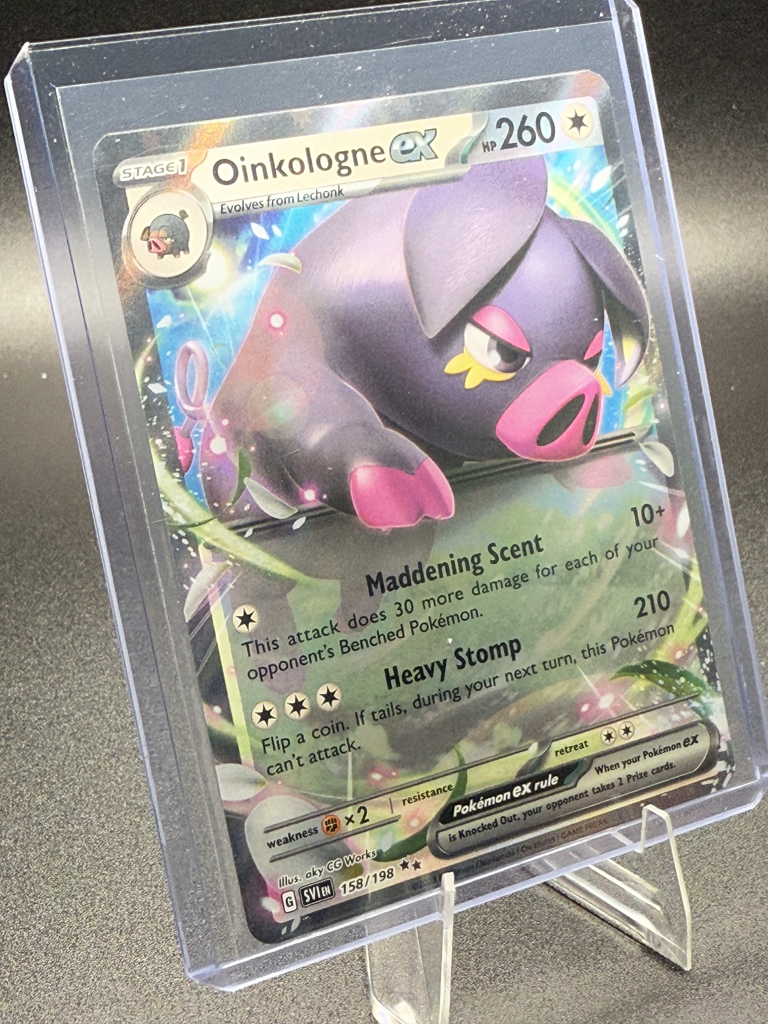 STAGE1 Oinkologne ex HP 260
Evolves from Lechonk
Maddening Scent 10+
This attack does 30 more damage for each of your
opponent's Benched Pokémon.
Heavy Stomp 210
Flip a coin. If tails, during your next turn, this Pokémon
can't attack.
weakness ×2 resistance retreat
Pokémon ex rule When your Pokémon ex
is Knocked Out, your opponent takes 2 Prize cards.
Illus. aky CG Works
G SVI EN 158/198 ★★